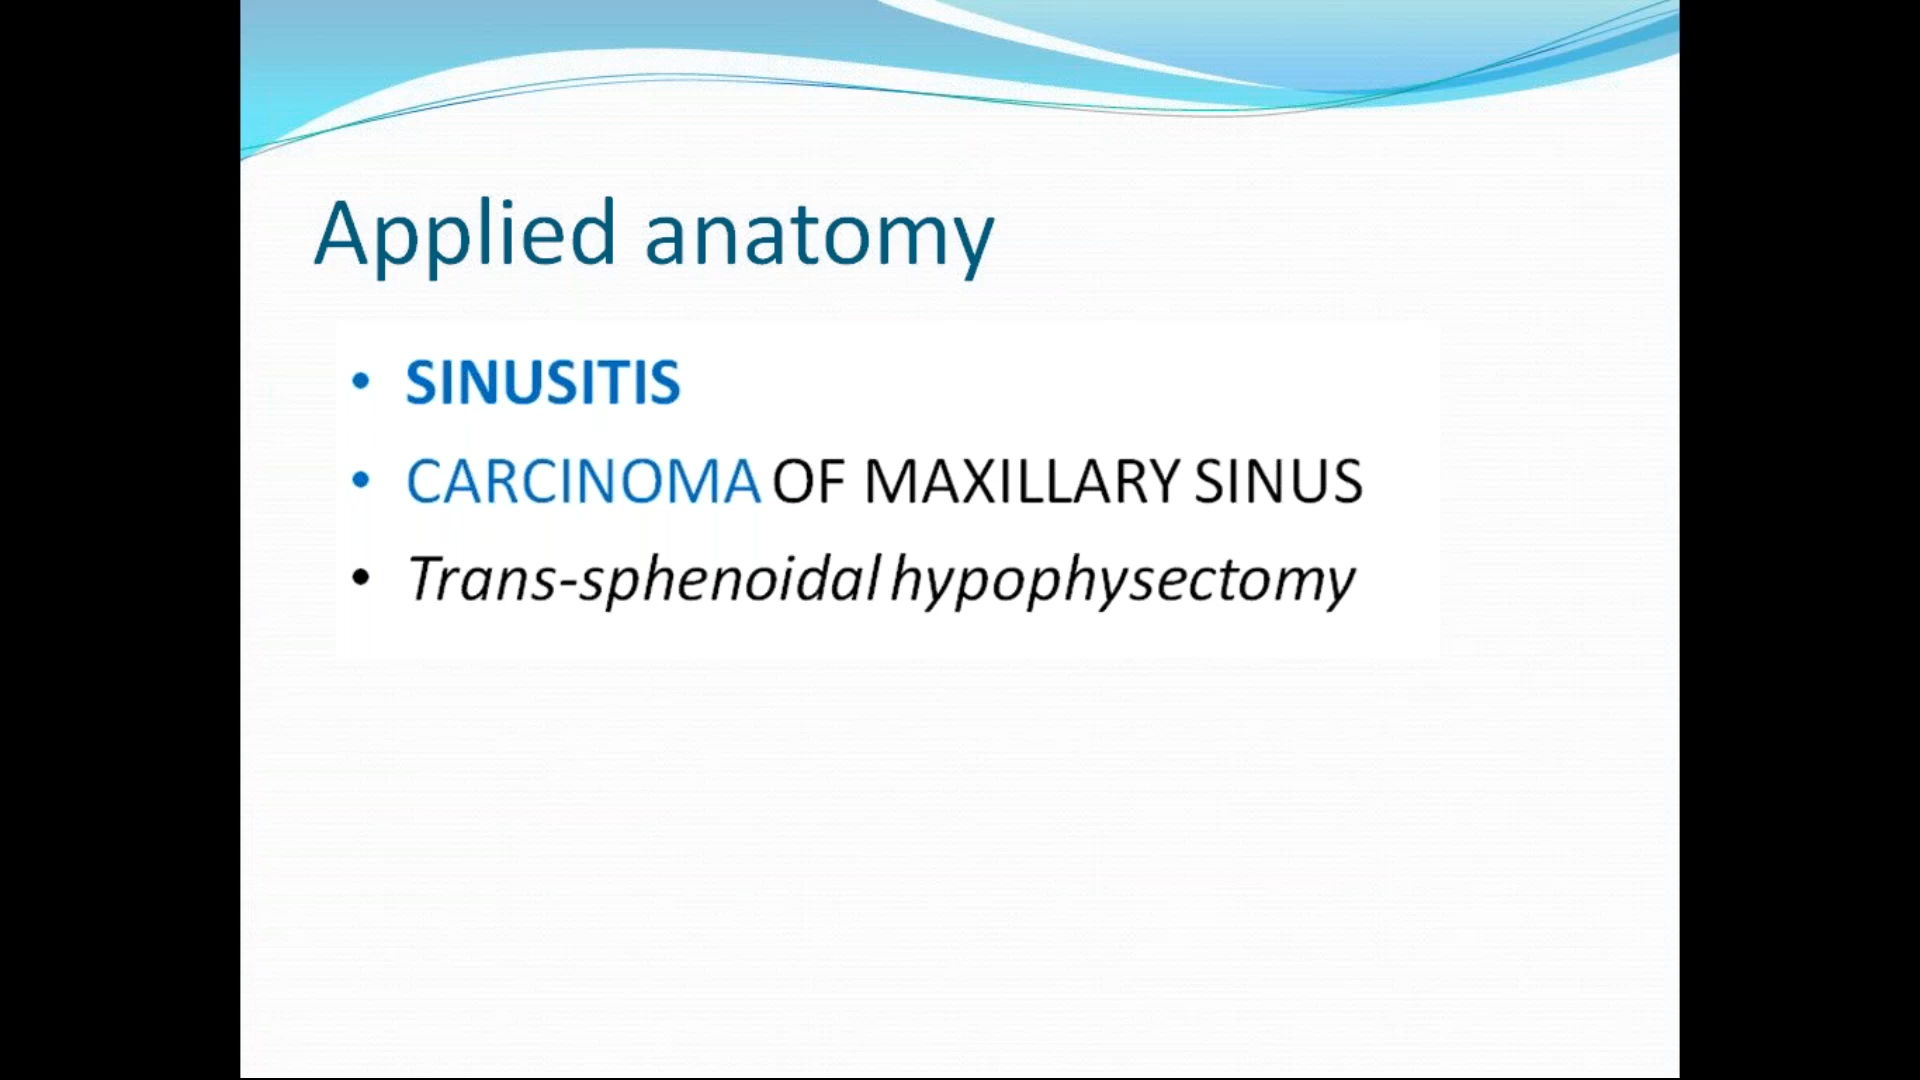 Applied anatomy
• SINUSITIS
• CARCINOMA OF MAXILLARY SINUS
• Trans-sphenoidal hypophysectomy